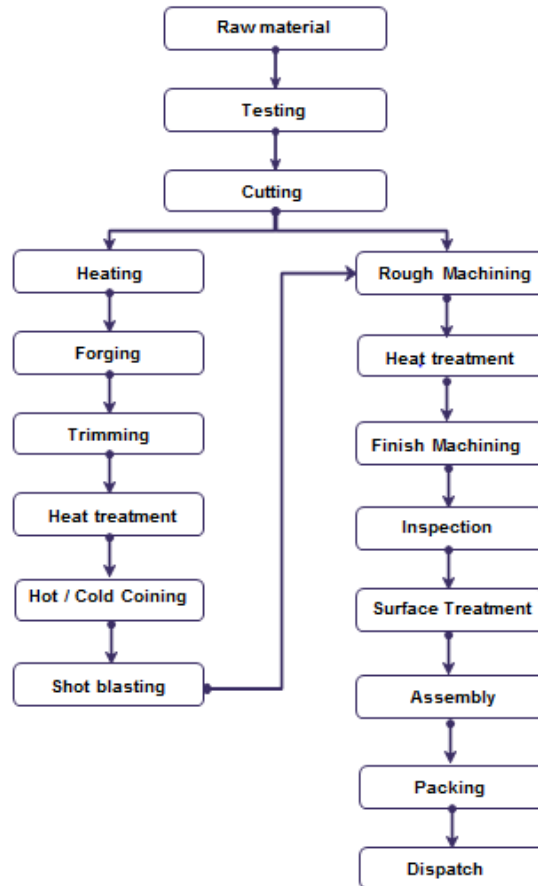 Raw material
Testing
Cutting
Heating
Forging
Trimming
Heat treatment
Hot / Cold Coining
Shot blasting
Rough Machining
Heat treatment
Finish Machining
Inspection
Surface Treatment
Assembly
Packing
Dispatch